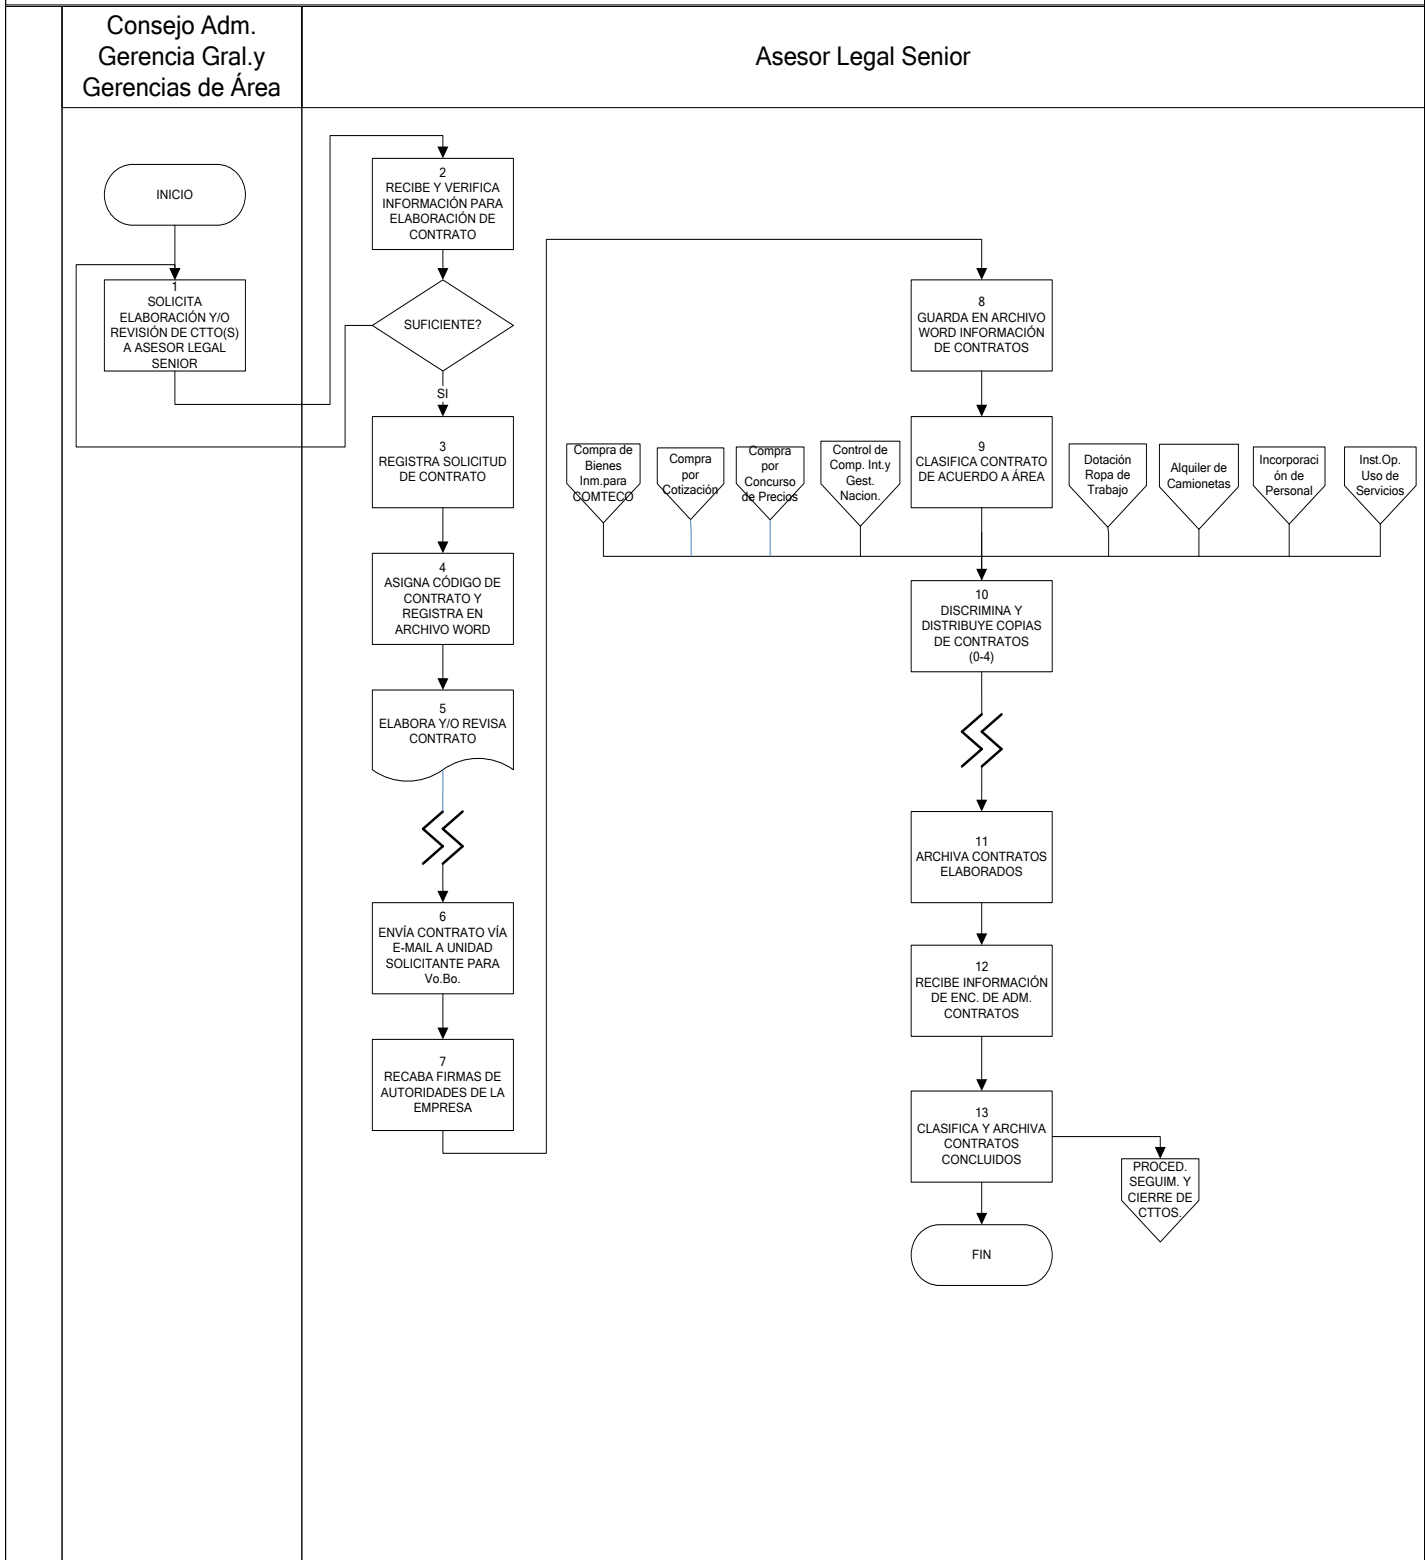 Consejo Adm.
Gerencia Gral.y
Gerencias de Área
Asesor Legal Senior
INICIO
1
SOLICITA
ELABORACIÓN Y/O
REVISIÓN DE CTTO(S)
A ASESOR LEGAL
SENIOR
2
RECIBE Y VERIFICA
INFORMACIÓN PARA
ELABORACIÓN DE
CONTRATO
SUFICIENTE?
SI
3
REGISTRA SOLICITUD
DE CONTRATO
4
ASIGNA CÓDIGO DE
CONTRATO Y
REGISTRA EN
ARCHIVO WORD
5
ELABORA Y/O REVISA
CONTRATO
6
ENVÍA CONTRATO VÍA
E-MAIL A UNIDAD
SOLICITANTE PARA
Vo.Bo.
7
RECABA FIRMAS DE
AUTORIDADES DE LA
EMPRESA
8
GUARDA EN ARCHIVO
WORD INFORMACIÓN
DE CONTRATOS
9
CLASIFICA CONTRATO
DE ACUERDO A ÁREA
Compra de
Bienes
Inm.para
COMTECO
Compra
por
Cotización
Compra
por
Concurso
de Precios
Control de
Comp. Int.y
Gest.
Nacion.
Dotación
Ropa de
Trabajo
Alquiler de
Camionetas
Incorporaci
ón de
Personal
Inst.Op.
Uso de
Servicios
10
DISCRIMINA Y
DISTRIBUYE COPIAS
DE CONTRATOS
(0-4)
11
ARCHIVA CONTRATOS
ELABORADOS
12
RECIBE INFORMACIÓN
DE ENC. DE ADM.
CONTRATOS
13
CLASIFICA Y ARCHIVA
CONTRATOS
CONCLUIDOS
PROCED.
SEGUIM. Y
CIERRE DE
CTTOS.
FIN